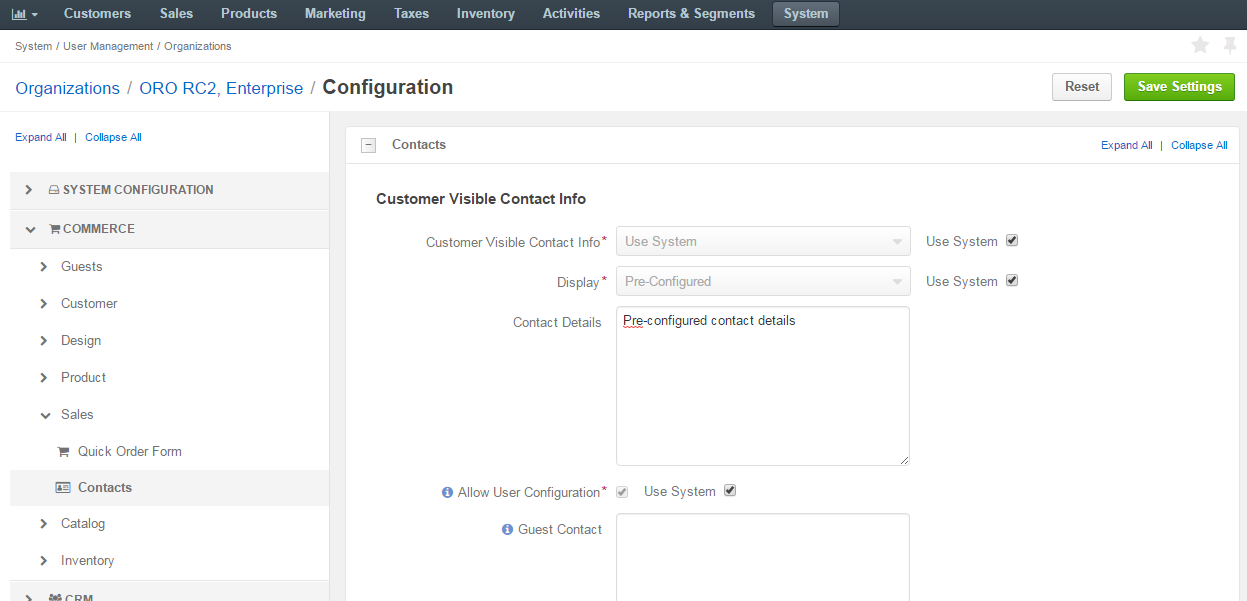 Customers Sales Products Marketing Taxes Inventory Activities Reports & Segments System
System / User Management / Organizations
Organizations / ORO RC2, Enterprise / Configuration
Reset Save Settings
Expand All | Collapse All
SYSTEM CONFIGURATION
COMMERCE
Guests
Customer
Design
Product
Sales
Quick Order Form
Contacts
Catalog
Inventory
CRM
Contacts
Expand All | Collapse All
Customer Visible Contact Info
Customer Visible Contact Info* Use System Use System
Display* Pre-Configured Use System
Contact Details Pre-configured contact details
Allow User Configuration* Use System
Guest Contact